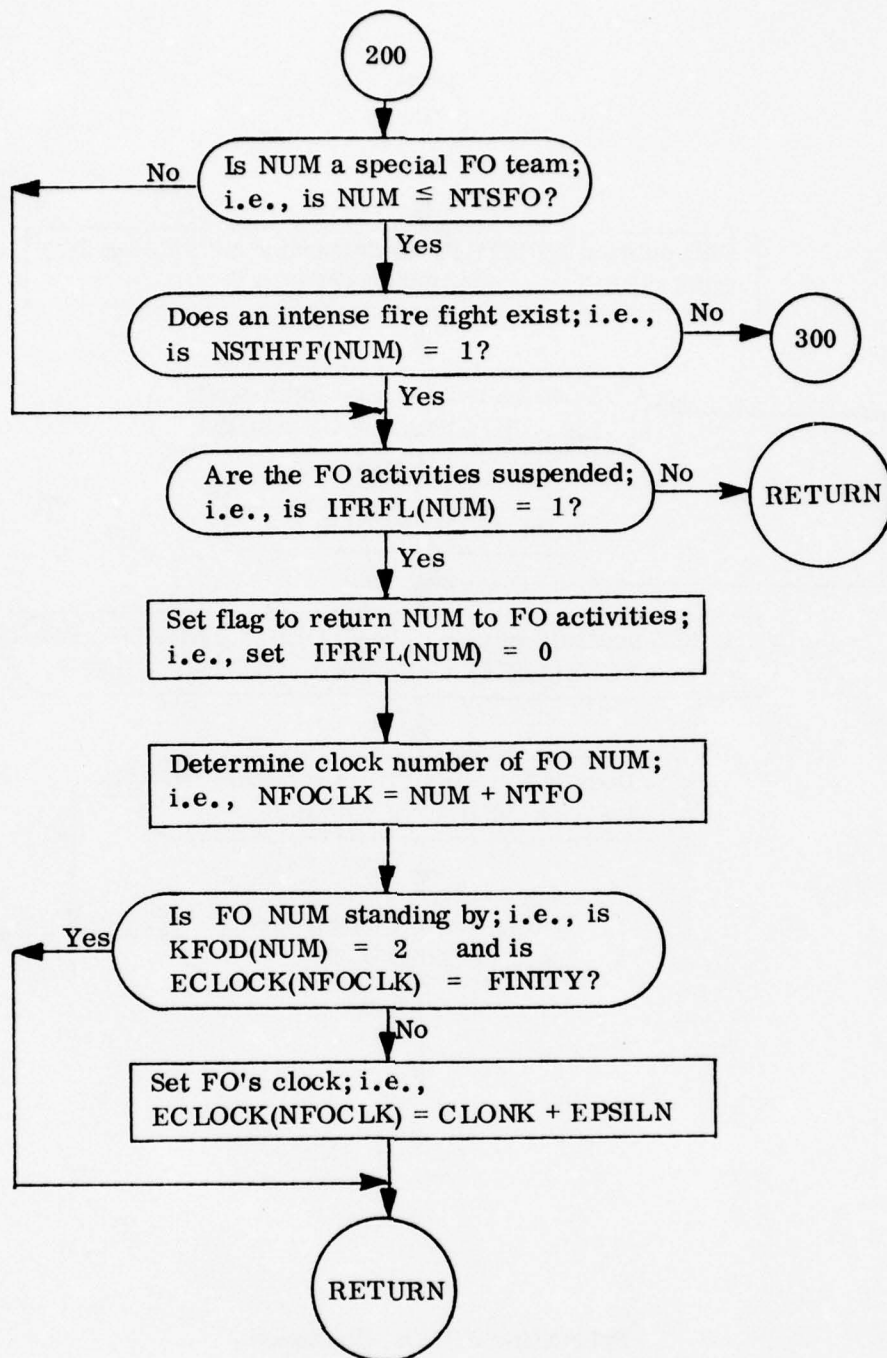 200
Is NUM a special FO team;
i.e., is NUM ≤ NTSFO?
No
Yes
Does an intense fire fight exist; i.e.,
is NSTHFF(NUM) = 1?
No
300
Yes
Are the FO activities suspended;
i.e., is IFRFL(NUM) = 1?
No
RETURN
Yes
Set flag to return NUM to FO activities;
i.e., set IFRFL(NUM) = 0
Determine clock number of FO NUM;
i.e., NFOCLK = NUM + NTFO
Is FO NUM standing by; i.e., is
KFOD(NUM) = 2 and is
ECLOCK(NFOCLK) = FINITY?
Yes
No
Set FO's clock; i.e.,
ECLOCK(NFOCLK) = CLONK + EPSILN
RETURN